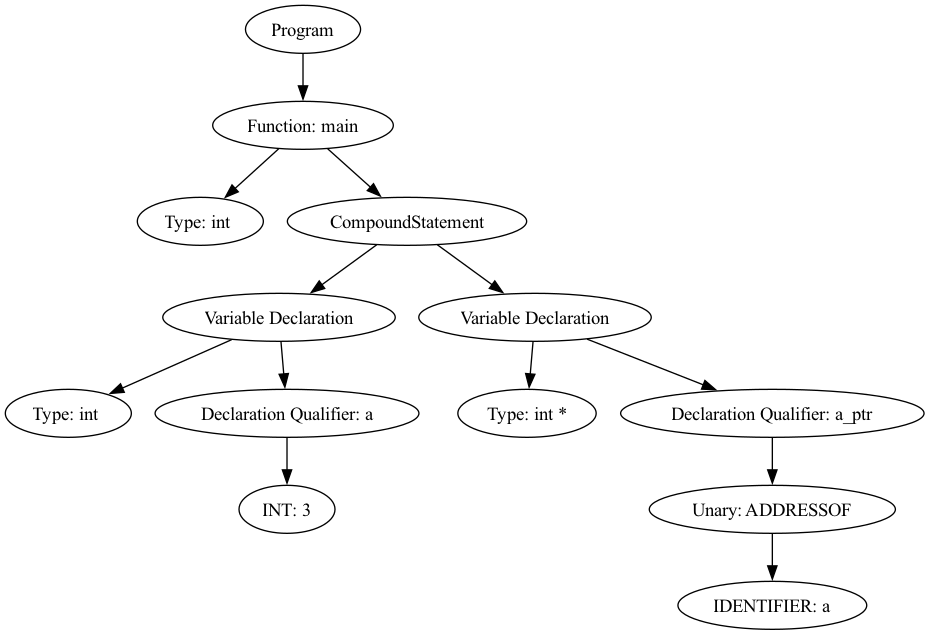 Program
Function: main
Type: int
CompoundStatement
Variable Declaration
Variable Declaration
Type: int
Declaration Qualifier: a
Type: int *
Declaration Qualifier: a_ptr
INT: 3
Unary: ADDRESSOF
IDENTIFIER: a